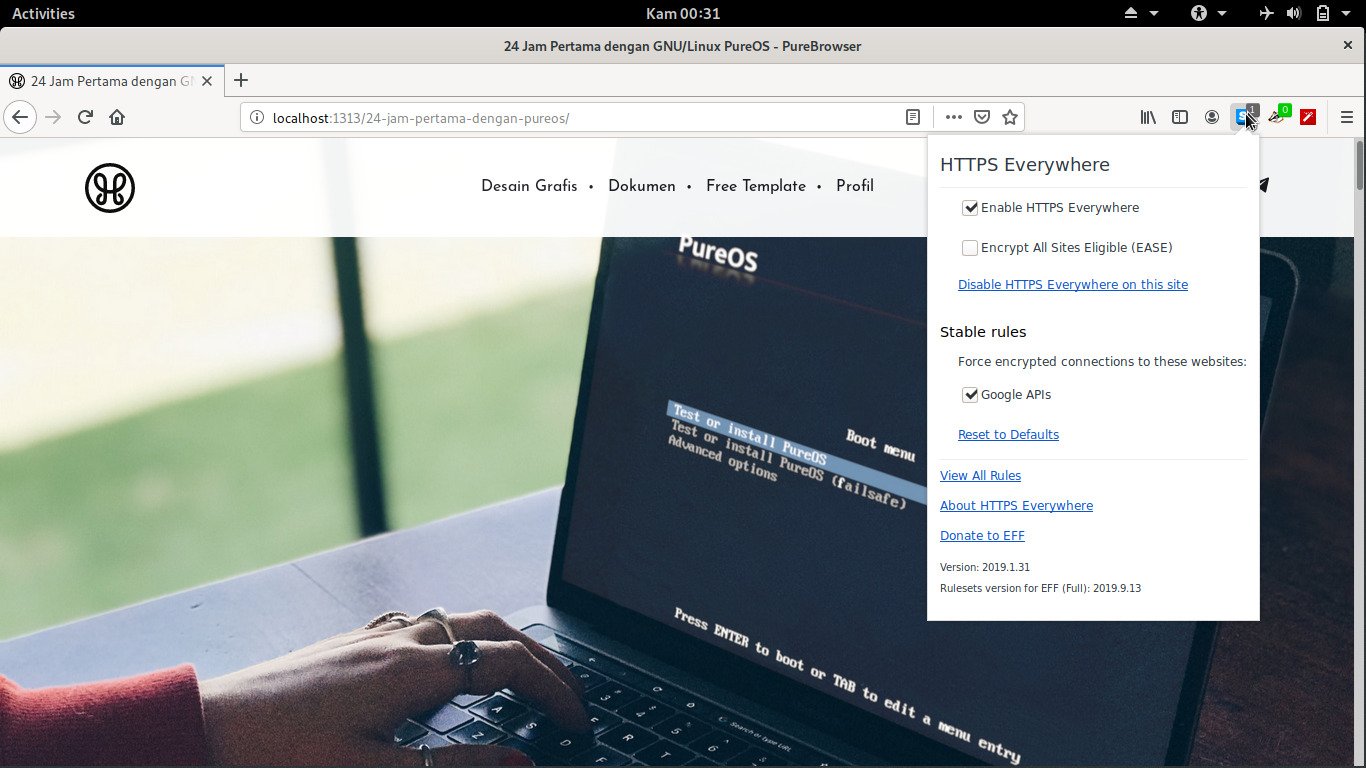 Activities
Kam 00:31
24 Jam Pertama dengan GNU/Linux PureOS - PureBrowser
24 Jam Pertama dengan G
localhost:1313/24-jam-pertama-dengan-pureos/
1
0
Desain Grafis • Dokumen • Free Template • Profil
HTTPS Everywhere
Enable HTTPS Everywhere
Encrypt All Sites Eligible (EASE)
Disable HTTPS Everywhere on this site
Stable rules
Force encrypted connections to these websites:
Google APIs
Reset to Defaults
View All Rules
About HTTPS Everywhere
Donate to EFF
Version: 2019.1.31
Rulesets version for EFF (Full): 2019.9.13
PureOS
Boot menu
Test or install PureOS
Test or install PureOS (failsafe)
Advanced options
Press ENTER to boot or TAB to edit a menu entry
Search or type URL